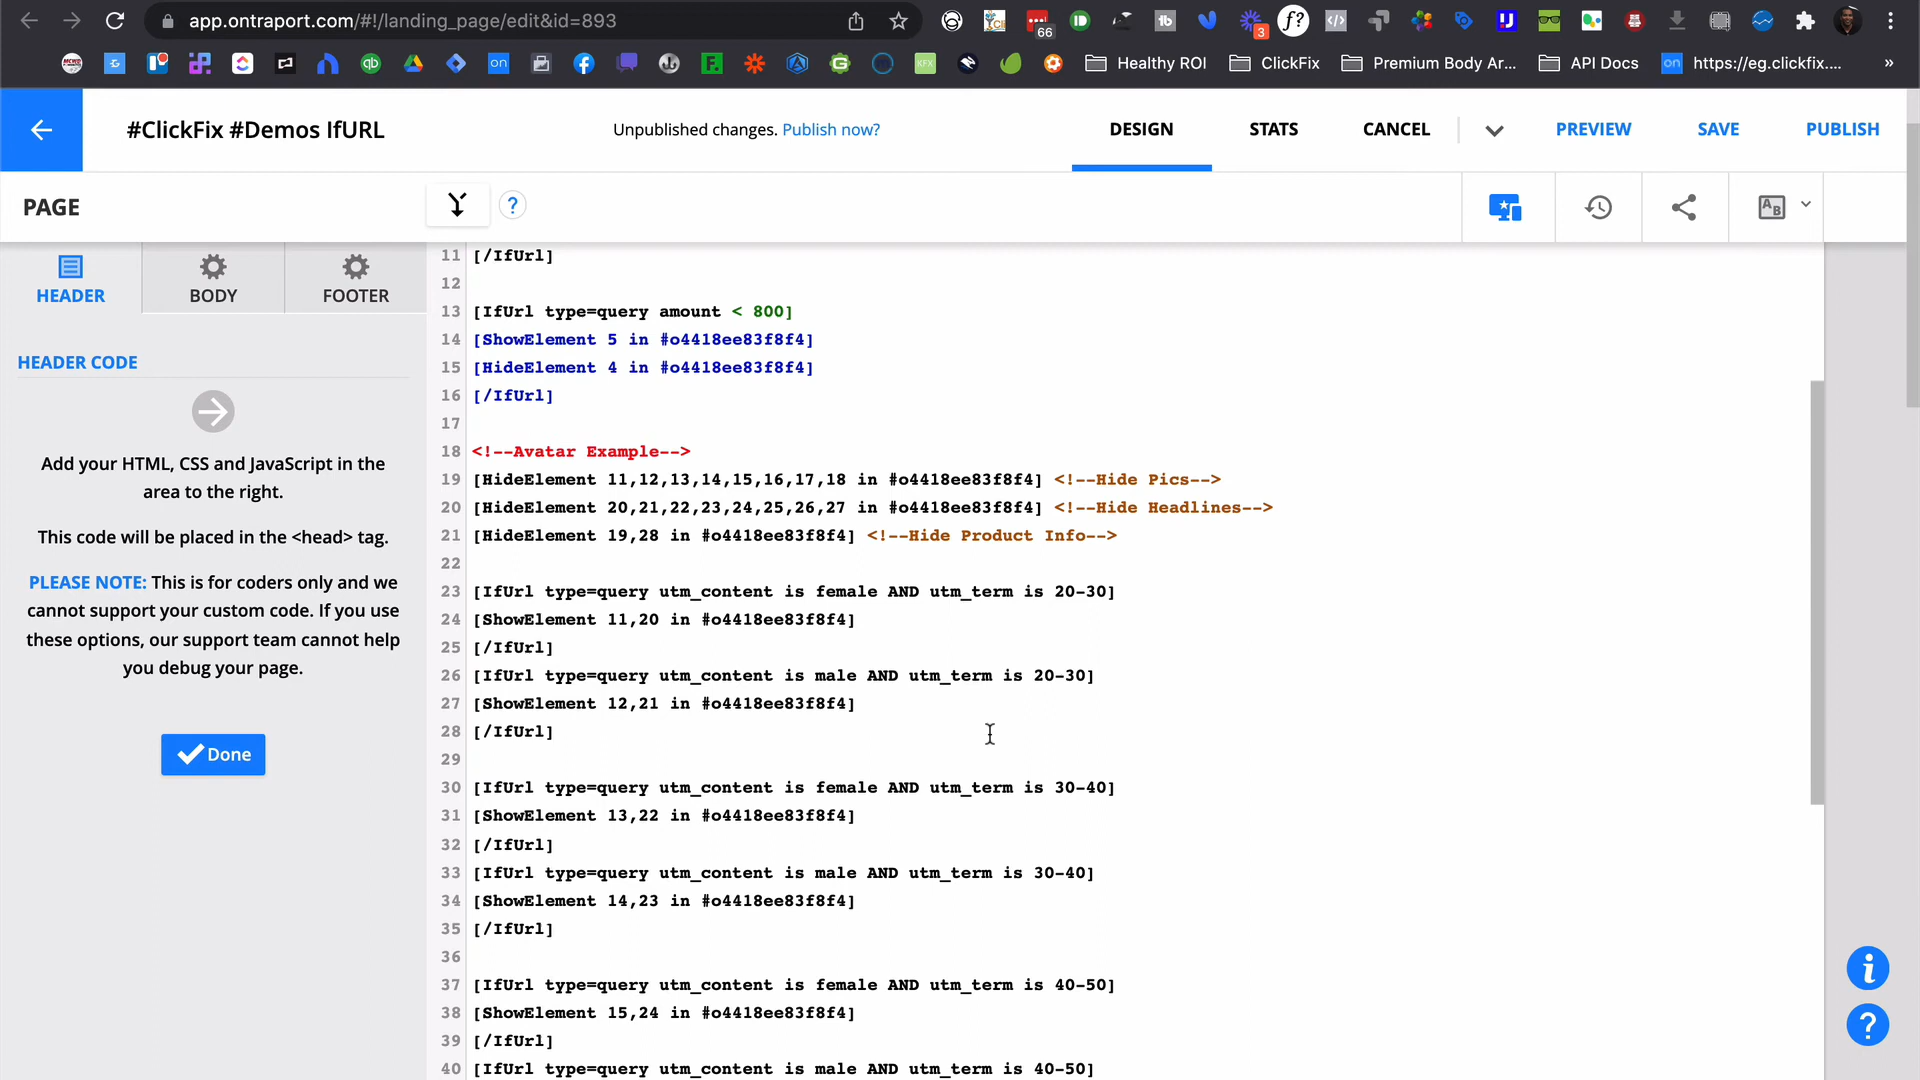 app.ontraport.com/#!/landing_page/edit&id=893
66
3
f?
Healthy ROI
ClickFix
Premium Body Ar...
API Docs
on
https://eg.clickfix....
»
#ClickFix #Demos IfURL
Unpublished changes. Publish now?
DESIGN
STATS
CANCEL
PREVIEW
SAVE
PUBLISH
PAGE
?
HEADER
BODY
FOOTER
HEADER CODE
Add your HTML, CSS and JavaScript in the
area to the right.
This code will be placed in the <head> tag.
PLEASE NOTE: This is for coders only and we
cannot support your custom code. If you use
these options, our support team cannot help
you debug your page.
Done
11 [/IfUrl]
12
13 [IfUrl type=query amount < 800]
14 [ShowElement 5 in #o4418ee83f8f4]
15 [HideElement 4 in #o4418ee83f8f4]
16 [/IfUrl]
17
18 <!--Avatar Example-->
19 [HideElement 11,12,13,14,15,16,17,18 in #o4418ee83f8f4] <!--Hide Pics-->
20 [HideElement 20,21,22,23,24,25,26,27 in #o4418ee83f8f4] <!--Hide Headlines-->
21 [HideElement 19,28 in #o4418ee83f8f4] <!--Hide Product Info-->
22
23 [IfUrl type=query utm_content is female AND utm_term is 20-30]
24 [ShowElement 11,20 in #o4418ee83f8f4]
25 [/IfUrl]
26 [IfUrl type=query utm_content is male AND utm_term is 20-30]
27 [ShowElement 12,21 in #o4418ee83f8f4]
28 [/IfUrl]
29
30 [IfUrl type=query utm_content is female AND utm_term is 30-40]
31 [ShowElement 13,22 in #o4418ee83f8f4]
32 [/IfUrl]
33 [IfUrl type=query utm_content is male AND utm_term is 30-40]
34 [ShowElement 14,23 in #o4418ee83f8f4]
35 [/IfUrl]
36
37 [IfUrl type=query utm_content is female AND utm_term is 40-50]
38 [ShowElement 15,24 in #o4418ee83f8f4]
39 [/IfUrl]
40 [IfUrl type=query utm_content is male AND utm_term is 40-50]